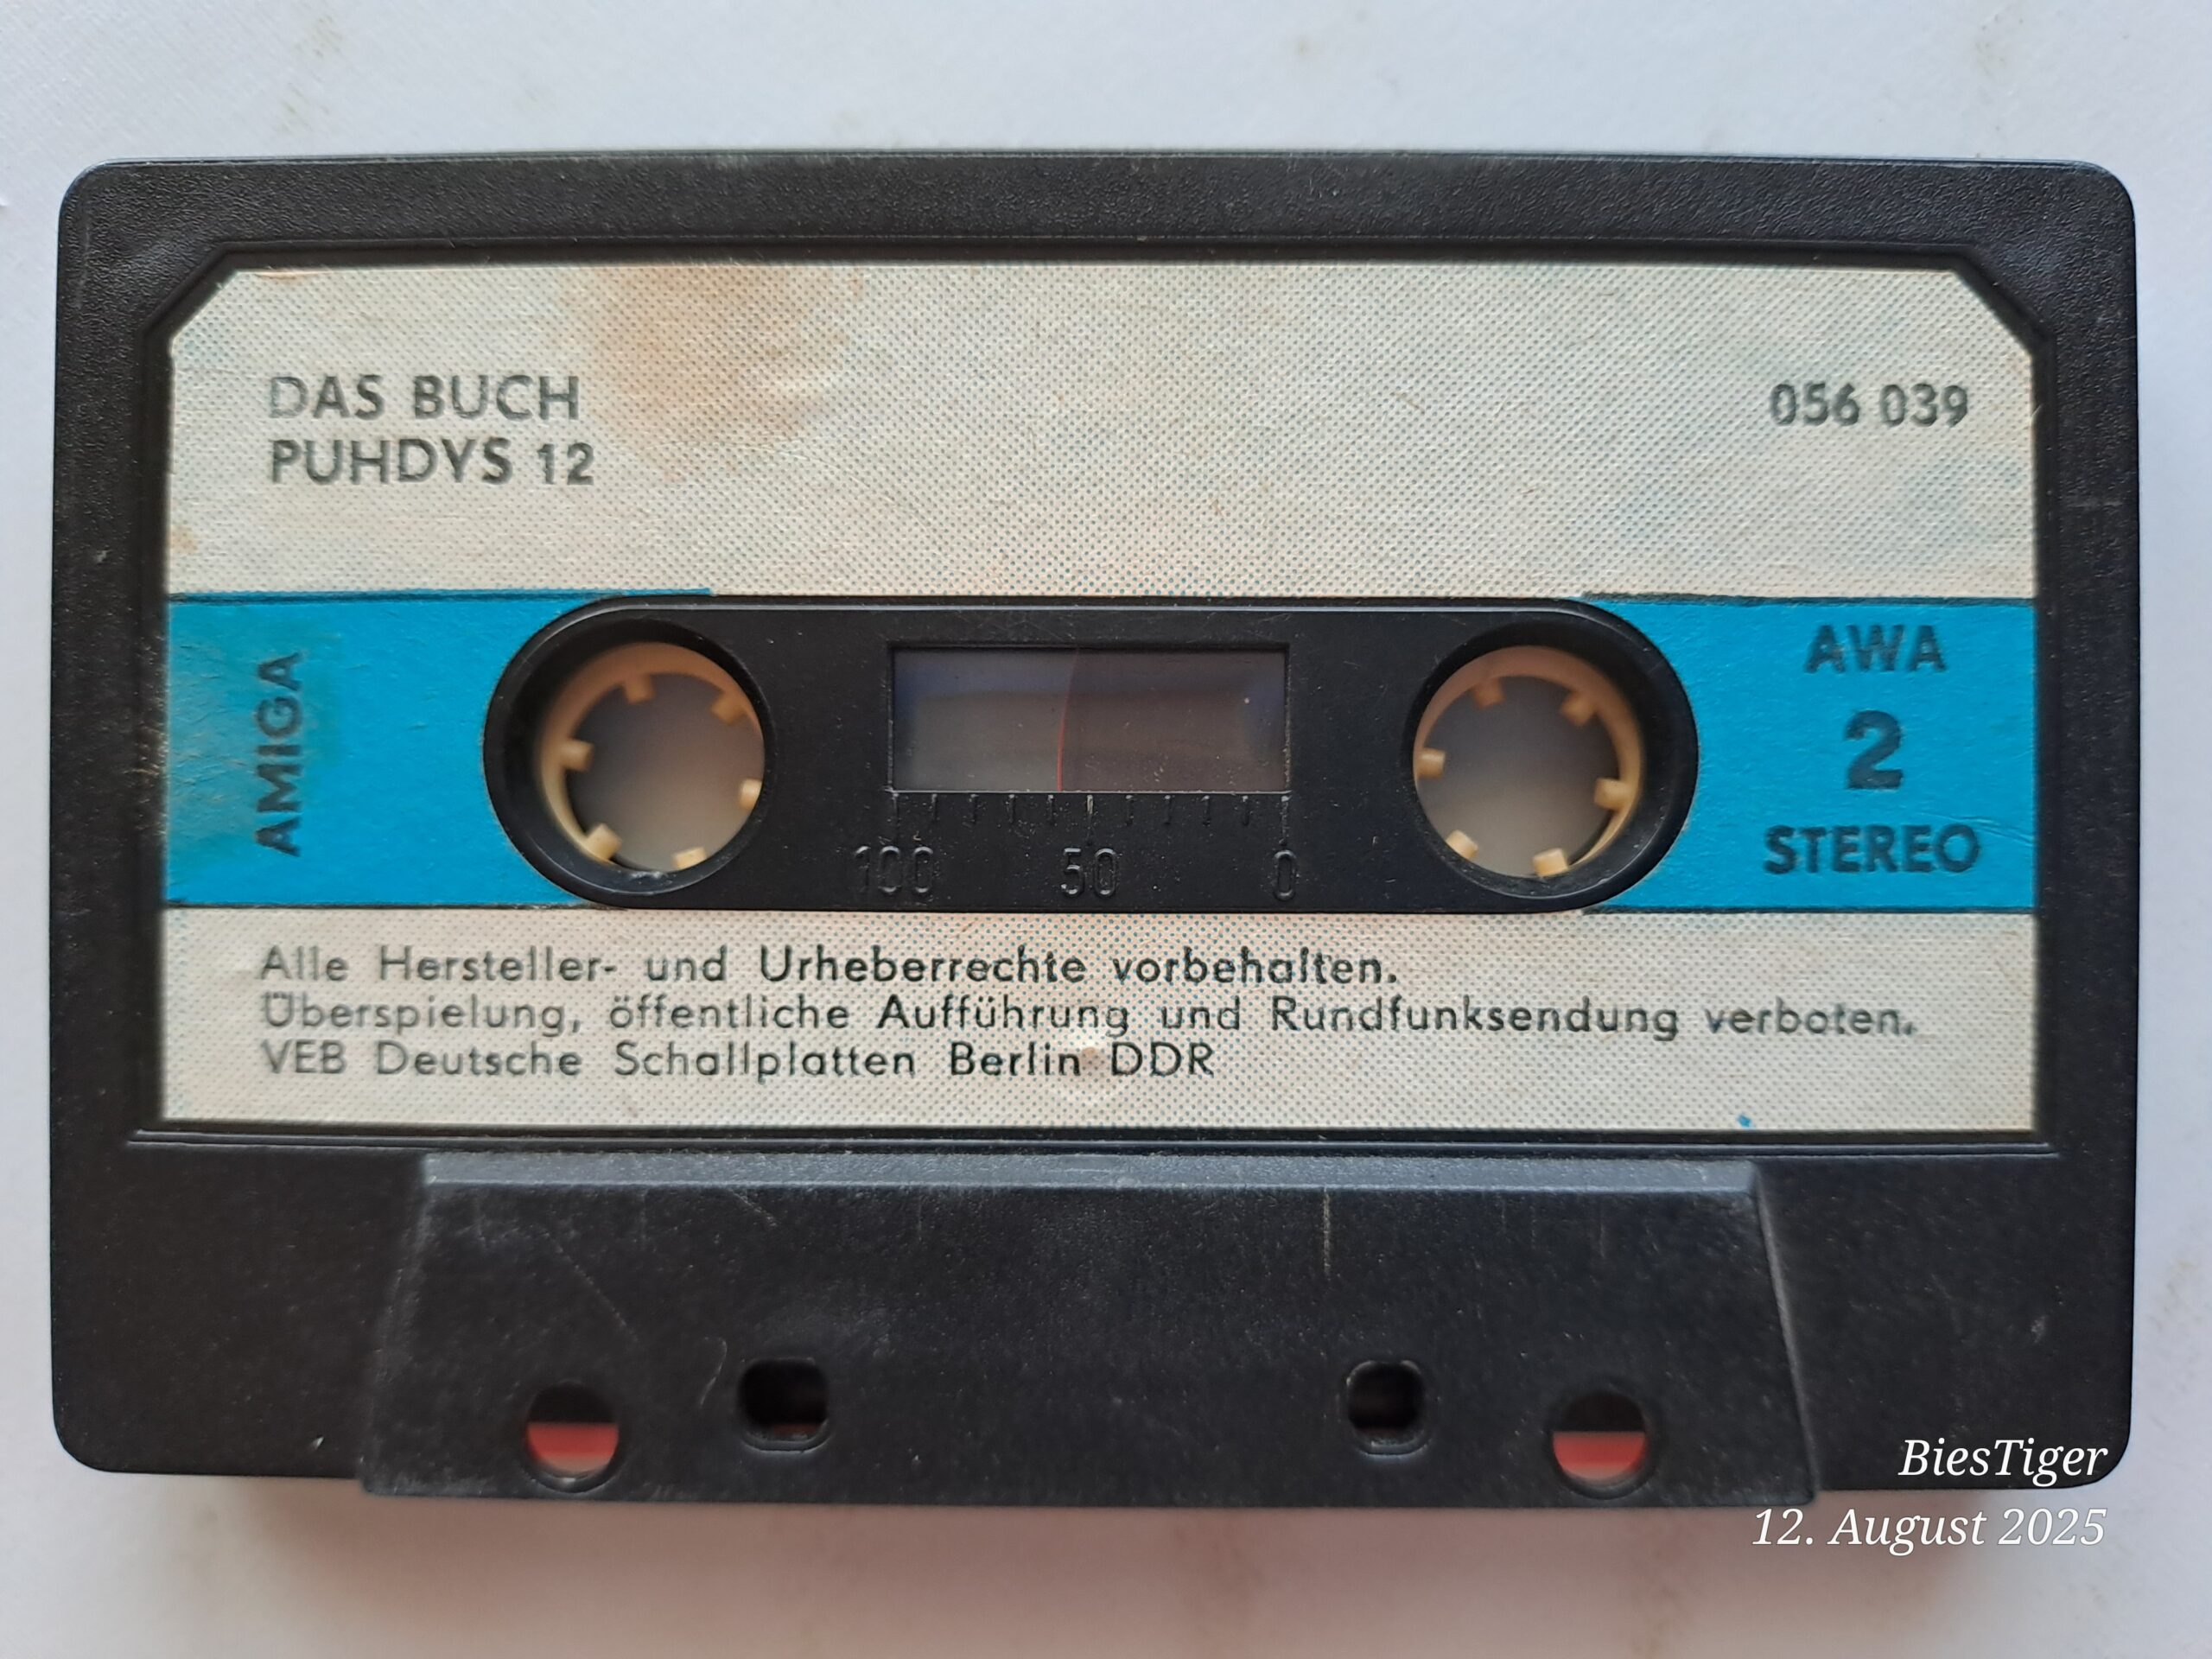 DAS BUCH
PUHDYS 12
056 039
AMIGA
AWA
2
STEREO
100 50 0
Alle Hersteller- und Urheberrechte vorbehalten.
Überspielung, öffentliche Aufführung und Rundfunksendung verboten.
VEB Deutsche Schallplatten Berlin DDR
BiesTiger
12. August 2025